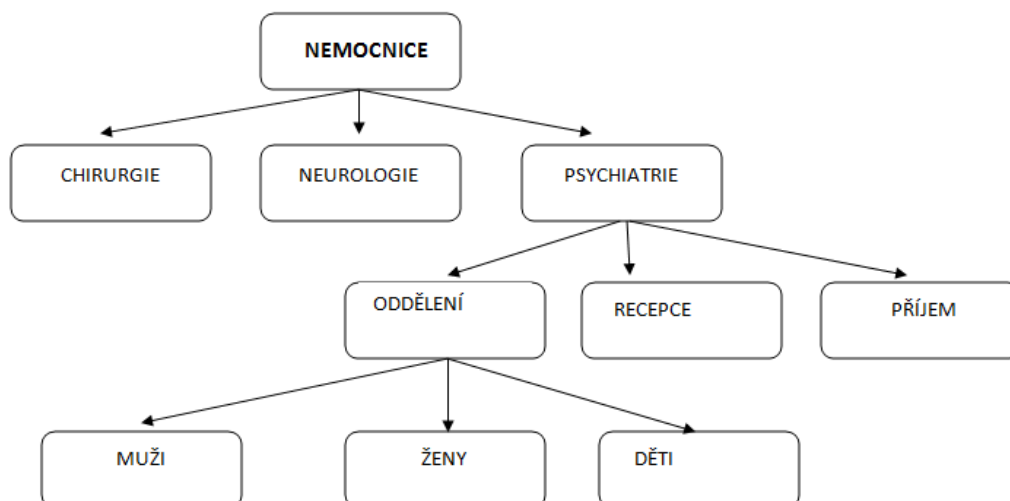 NEMOCNICE
CHIRURGIE
NEUROLOGIE
PSYCHIATRIE
ODDĚLENÍ
RECEPCE
PŘÍJEM
MUŽI
ŽENY
DĚTI